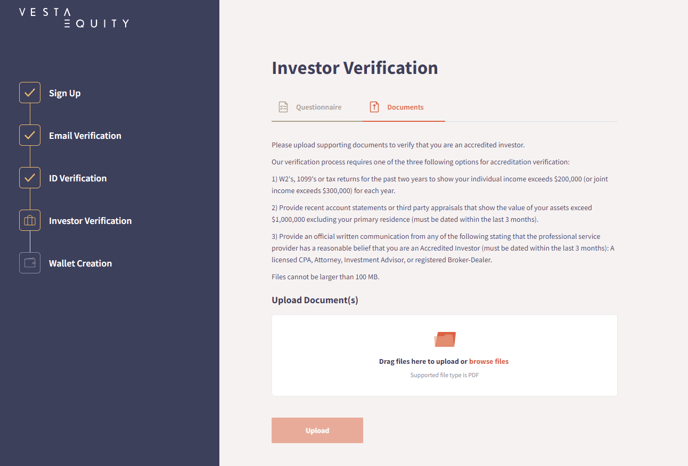 VESTA
EQUITY
Sign Up
Email Verification
ID Verification
Investor Verification
Wallet Creation
Investor Verification
Questionnaire
Documents
Please upload supporting documents to verify that you are an accredited investor.
Our verification process requires one of the three following options for accreditation verification:
1) W2's, 1099's or tax returns for the past two years to show your individual income exceeds $200,000 (or joint
income exceeds $300,000) for each year.
2) Provide recent account statements or third party appraisals that show the value of your assets exceed
$1,000,000 excluding your primary residence (must be dated within the last 3 months).
3) Provide an official written communication from any of the following stating that the professional service
provider has a reasonable belief that you are an Accredited Investor (must be dated within the last 3 months): A
licensed CPA, Attorney, Investment Advisor, or registered Broker-Dealer.
Files cannot be larger than 100 MB.
Upload Document(s)
Drag files here to upload or browse files
Supported file type is PDF
Upload